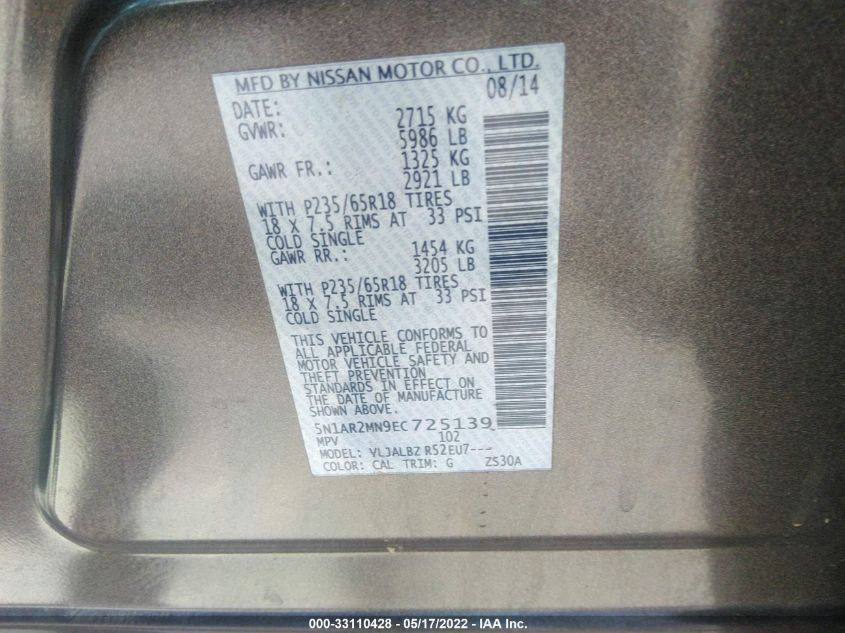 MFD BY NISSAN MOTOR CO., LTD.
DATE: 08/14
GVWR: 2715 KG
5986 LB
GAWR FR.: 1325 KG
2921 LB
WITH P235/65R18 TIRES
18 X 7.5 RIMS AT 33 PSI
COLD SINGLE
GAWR RR.: 1454 KG
3205 LB
WITH P235/65R18 TIRES
18 X 7.5 RIMS AT 33 PSI
COLD SINGLE
THIS VEHICLE CONFORMS TO
ALL APPLICABLE FEDERAL
MOTOR VEHICLE SAFETY AND
THEFT PREVENTION
STANDARDS IN EFFECT ON
THE DATE OF MANUFACTURE
SHOWN ABOVE.
5N1AR2MN9EC725139
MPV 102
MODEL: VLJALBZ R52EU7---
COLOR: CAL TRIM: G ZS30A
000-33110428 - 05/17/2022 - IAA Inc.